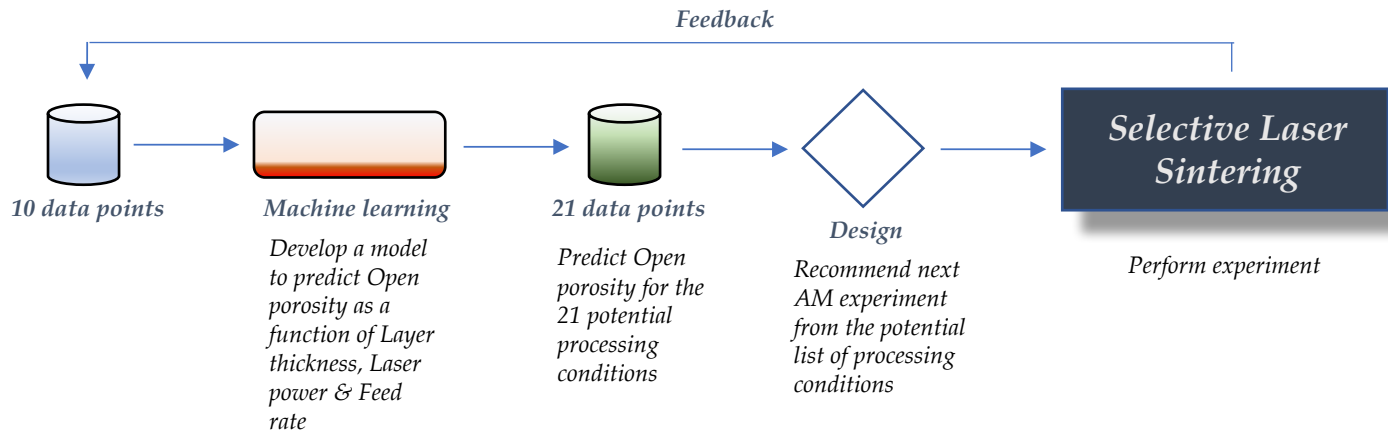 Feedback
Selective Laser
Sintering
10 data points
Machine learning
Develop a model
to predict Open
porosity as a
function of Layer
thickness, Laser
power & Feed
rate
21 data points
Predict Open
porosity for the
21 potential
processing
conditions
Design
Recommend next
AM experiment
from the potential
list of processing
conditions
Perform experiment